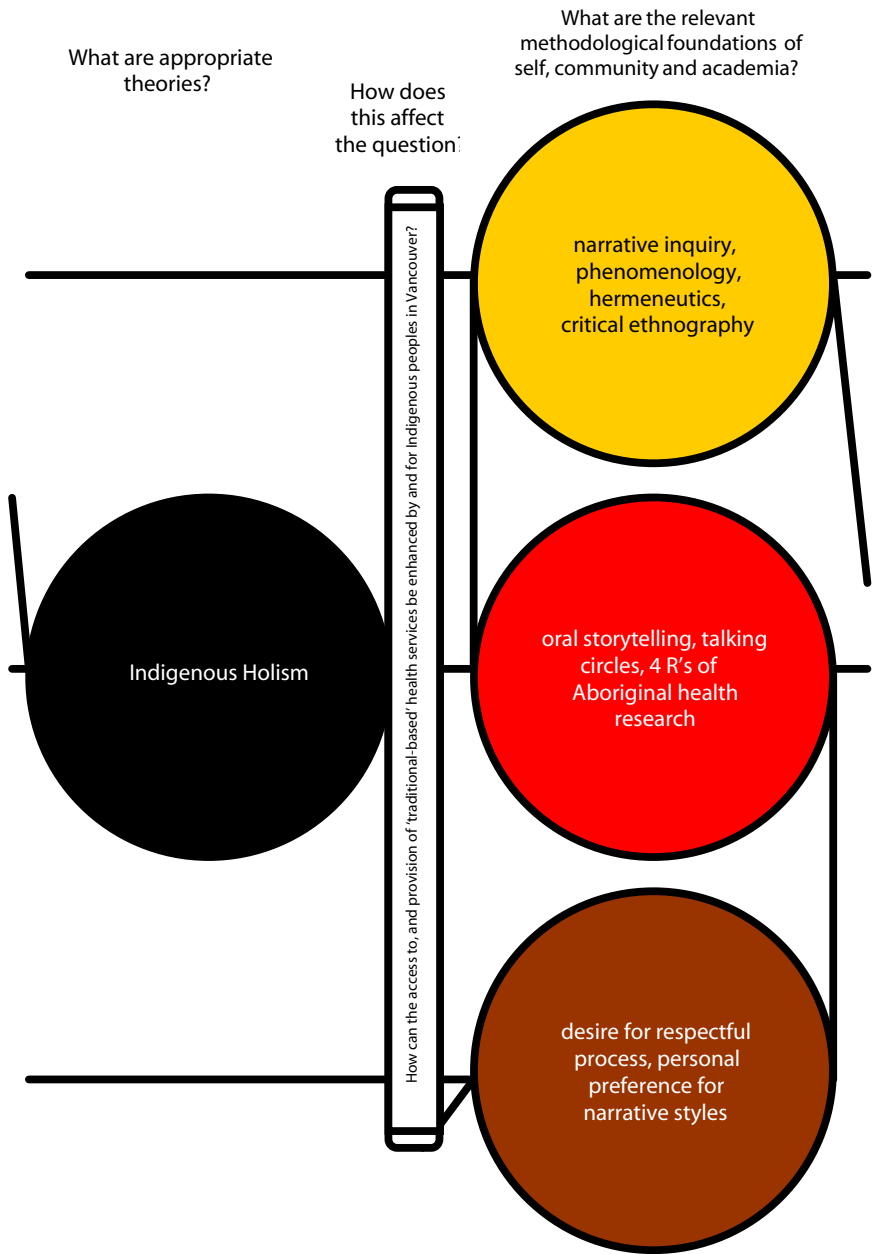 What are appropriate
theories?
How does
this affect
the question?
What are the relevant
methodological foundations of
self, community and academia?
How can the access to, and provision of 'traditional-based' health services be enhanced by and for Indigenous peoples in Vancouver?
narrative inquiry,
phenomenology,
hermeneutics,
critical ethnography
Indigenous Holism
oral storytelling, talking
circles, 4 R's of
Aboriginal health
research
desire for respectful
process, personal
preference for
narrative styles